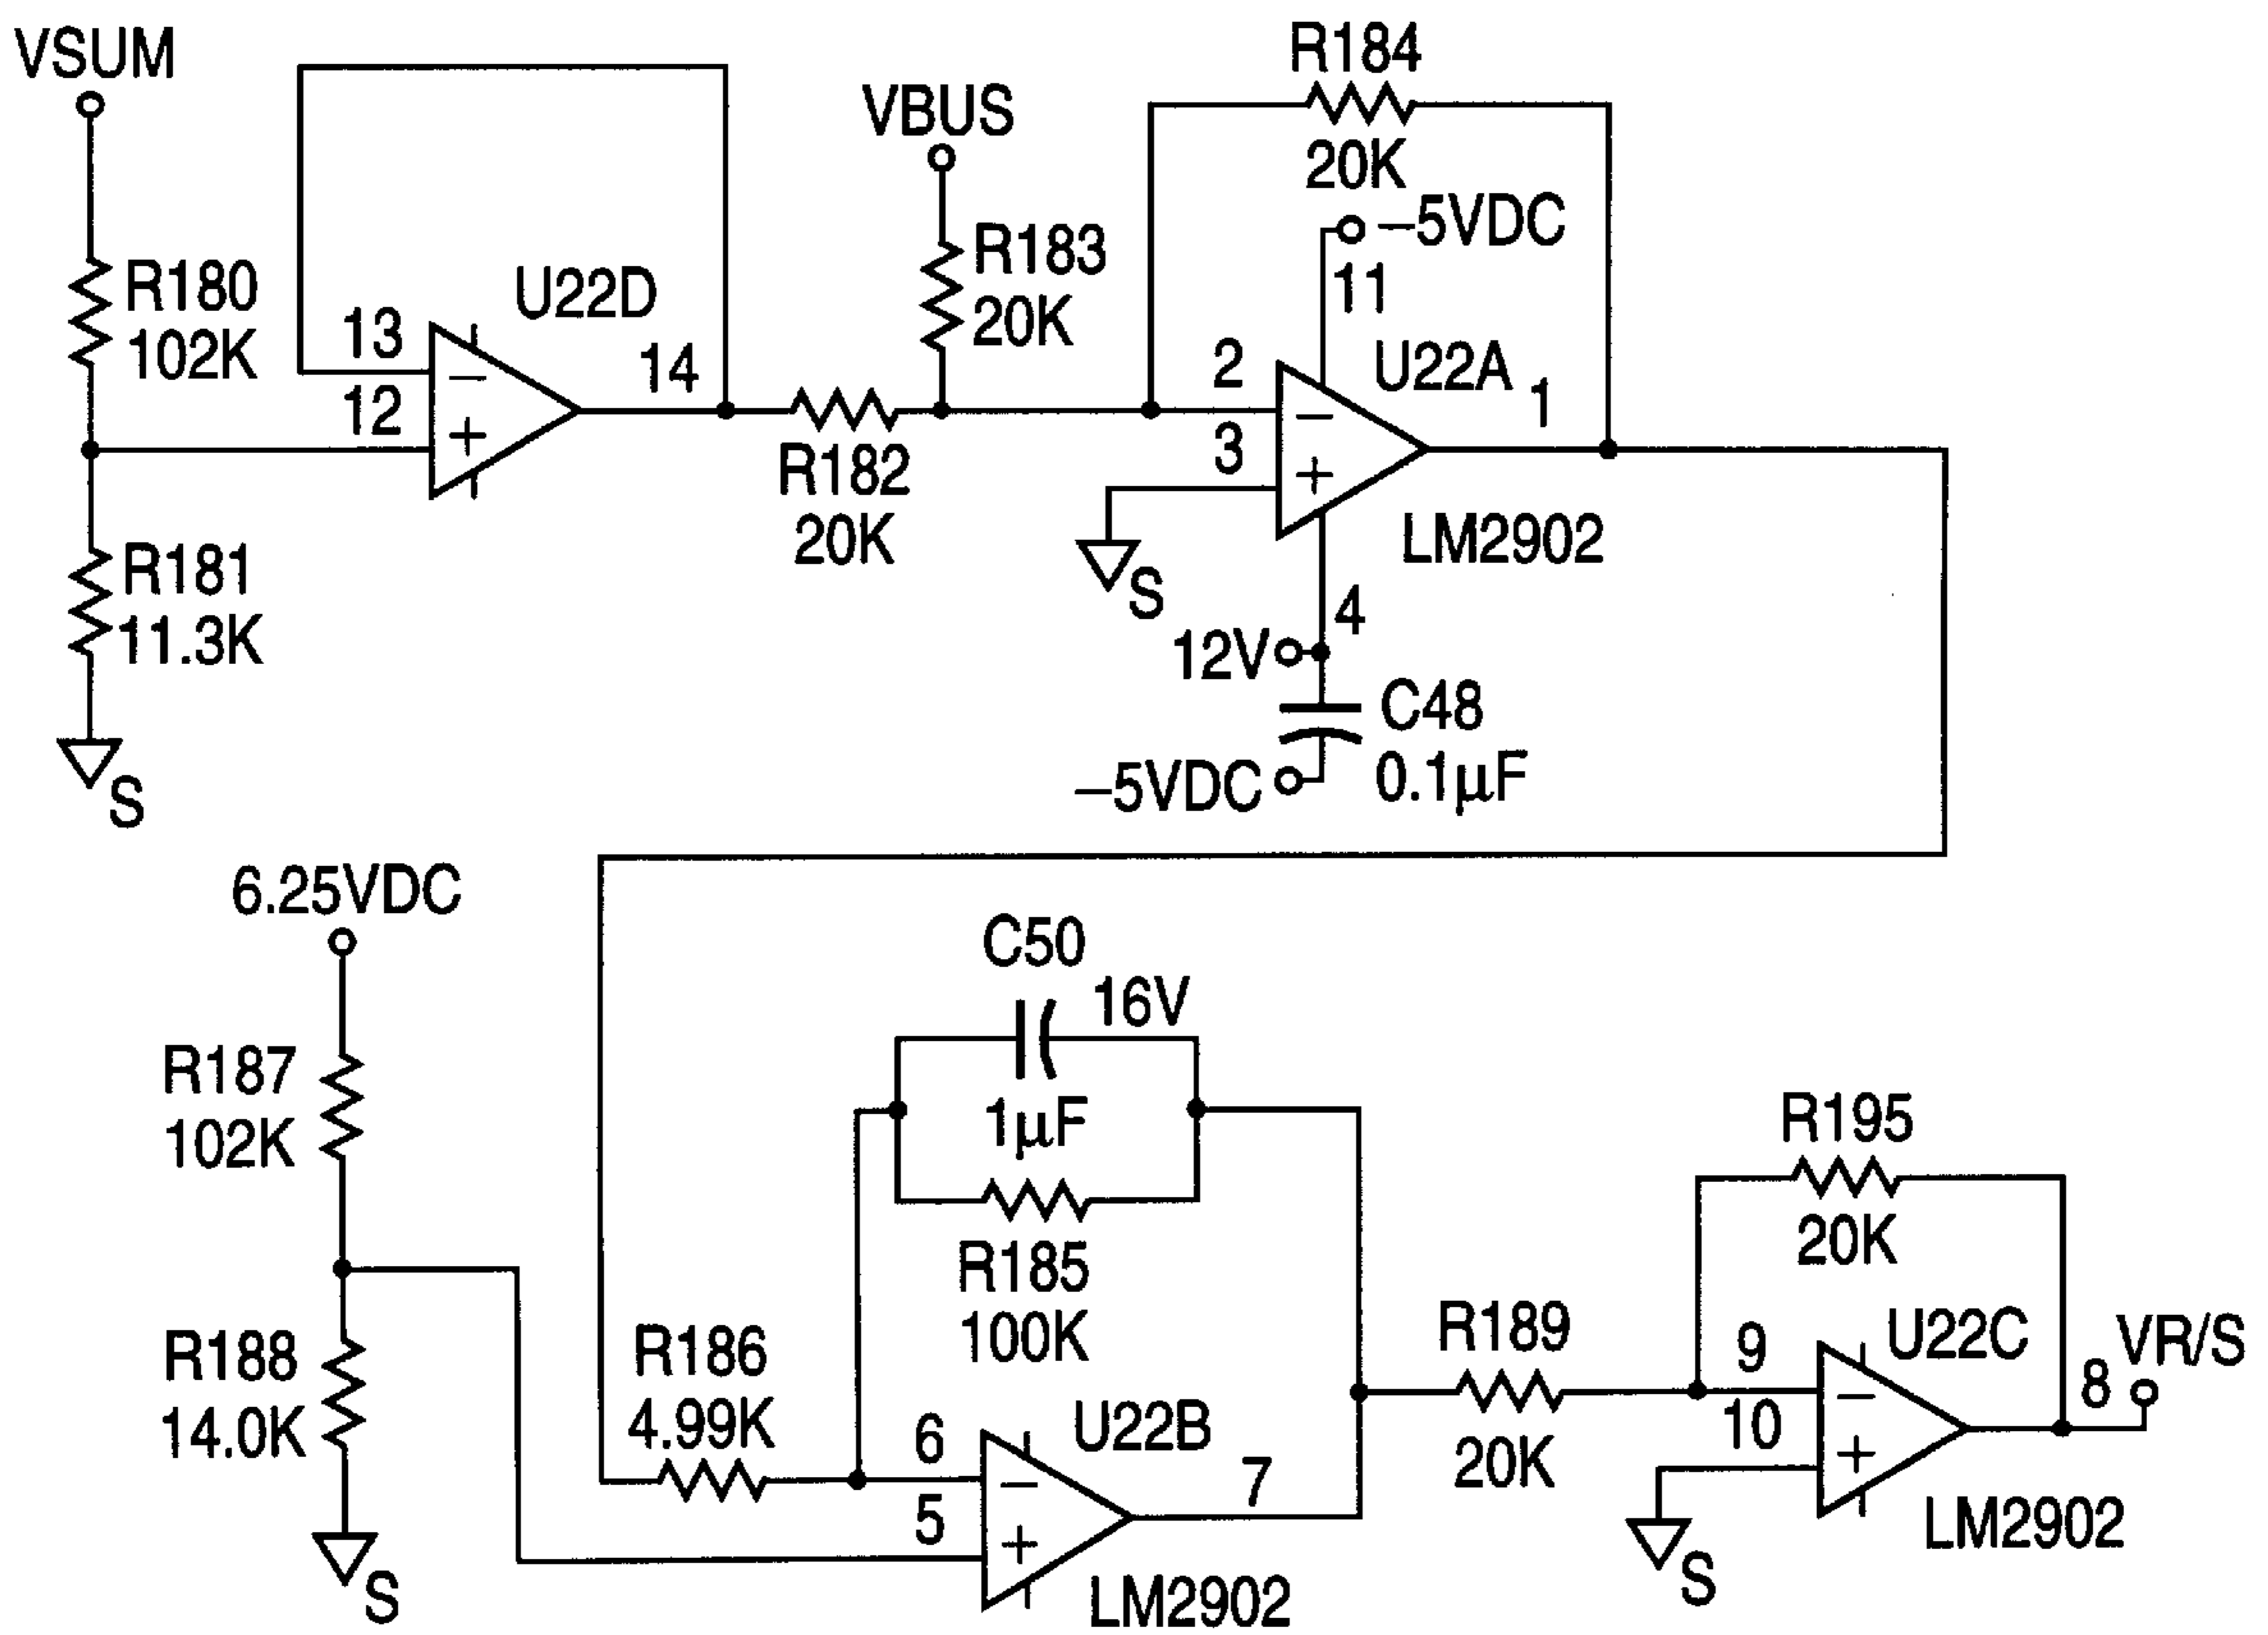 VSUM
R180
102K
R181
11.3K
S
13
12
−
+
U22D
14
R182
20K
VBUS
R183
20K
R184
20K
−5VDC
11
2
3
−
+
U22A
1
LM2902
S
4
12V
C48
0.1µF
−5VDC
6.25VDC
R187
102K
R188
14.0K
S
C50
16V
1µF
R185
100K
R186
4.99K
6
5
−
+
U22B
7
LM2902
R189
20K
R195
20K
9
10
−
+
U22C
8
VR/S
LM2902
S